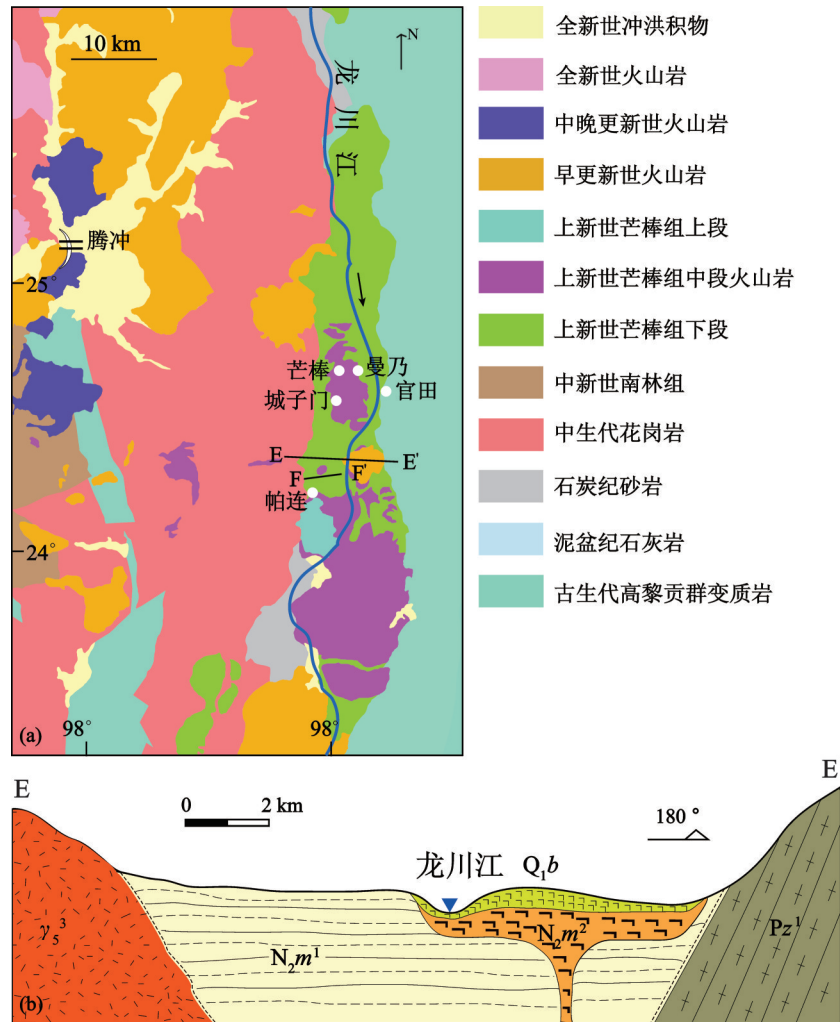 10 km
N
龙川江
腾冲
25°
芒棒
曼乃
城子门
官田
E
E'
F
F'
帕连
24°
98°
98°
(a)
全新世冲洪积物
全新世火山岩
中晚更新世火山岩
早更新世火山岩
上新世芒棒组上段
上新世芒棒组中段火山岩
上新世芒棒组下段
中新世南林组
中生代花岗岩
石炭纪砂岩
泥盆纪石灰岩
古生代高黎贡群变质岩
E
E'
0 2 km
180 °
龙川江 Q₁b
γ₅³
N₂m¹
N₂m²
Pz¹
(b)